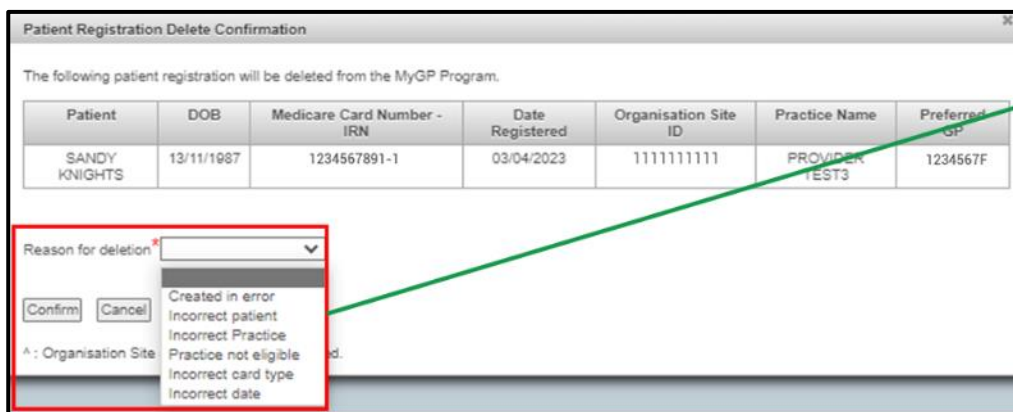 Patient Registration Delete Confirmation
The following patient registration will be deleted from the MyGP Program.
Patient DOB Medicare Card Number - IRN Date Registered Organisation Site ID Practice Name Preferred GP
SANDY KNIGHTS 13/11/1987 1234567891-1 03/04/2023 1111111111 PROVIDER TEST3 1234567F
Reason for deletion*
Created in error
Confirm Cancel Incorrect patient
Incorrect Practice
^ : Organisation Site Practice not eligible ed.
Incorrect card type
Incorrect date